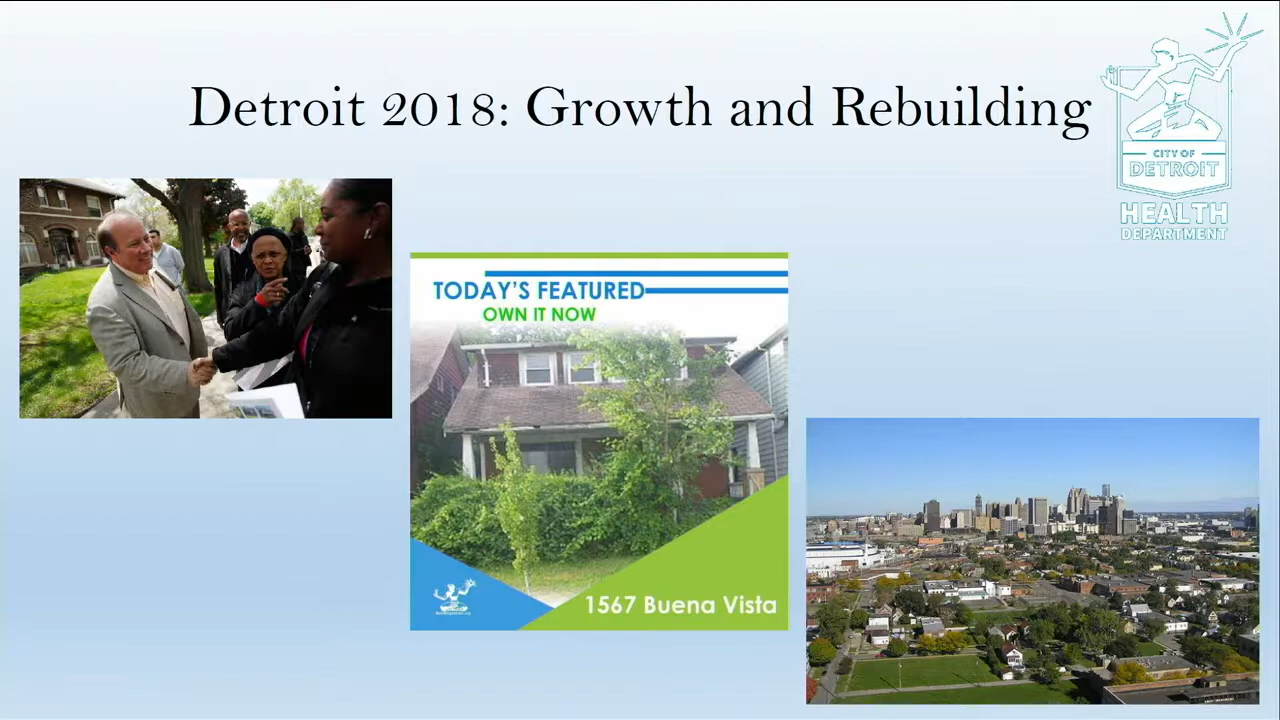 Detroit 2018: Growth and Rebuilding
CITY OF
DETROIT
HEALTH
DEPARTMENT
TODAY'S FEATURED
OWN IT NOW
1567 Buena Vista